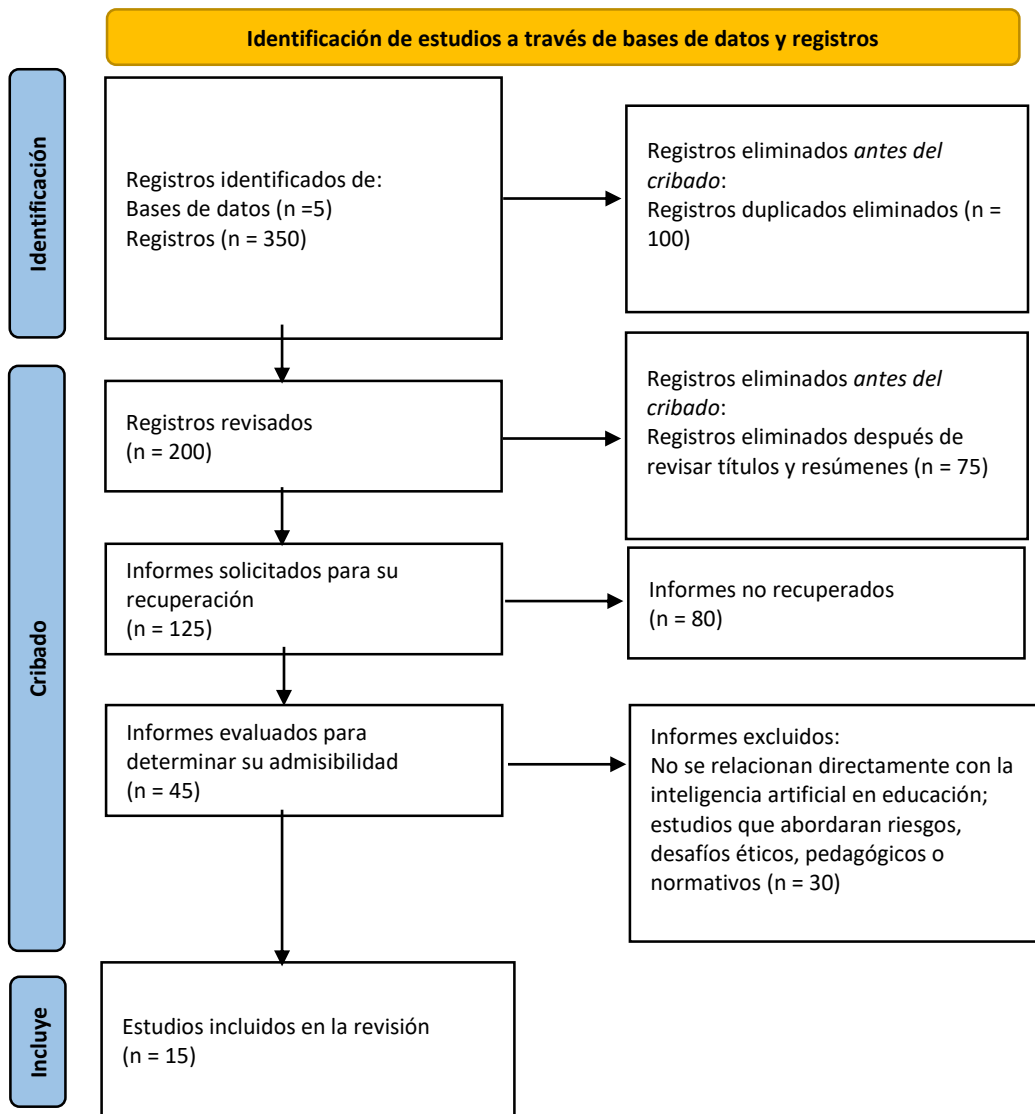 Identificación de estudios a través de bases de datos y registros
Identificación
Registros identificados de:
Bases de datos (n =5)
Registros (n = 350)
Registros eliminados antes del
cribado:
Registros duplicados eliminados (n =
100)
Cribado
Registros revisados
(n = 200)
Registros eliminados antes del
cribado:
Registros eliminados después de
revisar títulos y resúmenes (n = 75)
Informes solicitados para su
recuperación
(n = 125)
Informes no recuperados
(n = 80)
Informes evaluados para
determinar su admisibilidad
(n = 45)
Informes excluidos:
No se relacionan directamente con la
inteligencia artificial en educación;
estudios que abordaran riesgos,
desafíos éticos, pedagógicos o
normativos (n = 30)
Incluye
Estudios incluidos en la revisión
(n = 15)